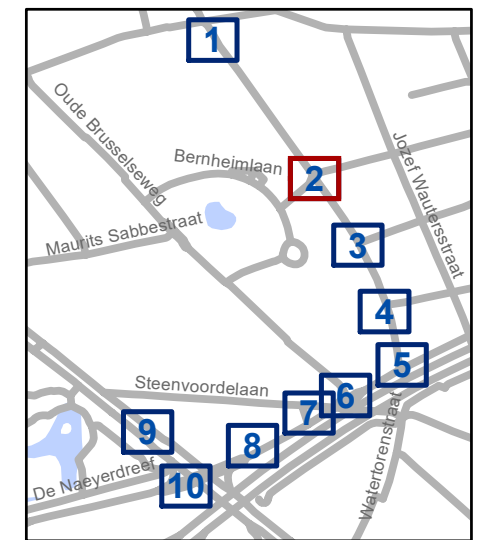 1
Oude Brusselseweg
Bernheimlaan
2
Jozef Wautersstraat
Maurits Sabbestraat
3
4
5
Steenvoordelaan
6
7
9
8
Watertorenstraat
De Naeyerdreef
10